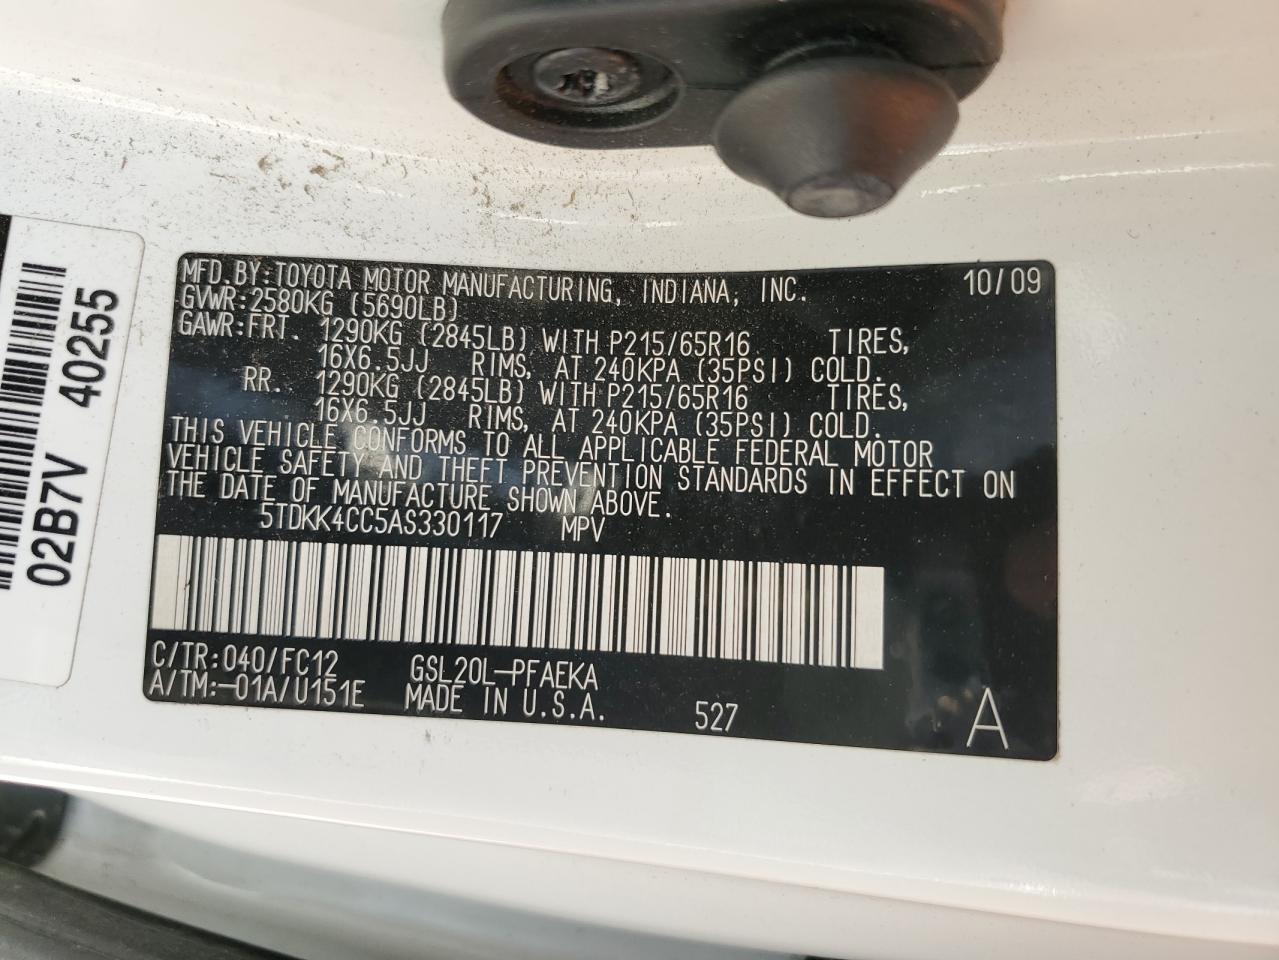 MFD.BY:TOYOTA MOTOR MANUFACTURING, INDIANA, INC. 10/09
GVWR:2580KG (5690LB)
GAWR:FRT. 1290KG (2845LB) WITH P215/65R16 TIRES,
16X6.5JJ RIMS, AT 240KPA (35PSI) COLD.
RR. 1290KG (2845LB) WITH P215/65R16 TIRES,
16X6.5JJ RIMS, AT 240KPA (35PSI) COLD.
THIS VEHICLE CONFORMS TO ALL APPLICABLE FEDERAL MOTOR
VEHICLE SAFETY AND THEFT PREVENTION STANDARDS IN EFFECT ON
THE DATE OF MANUFACTURE SHOWN ABOVE.
5TDKK4CC5AS330117 MPV
C/TR:040/FC12 GSL20L-PFAEKA
A/TM:-01A/U151E MADE IN U.S.A. 527 A
02B7V 40255